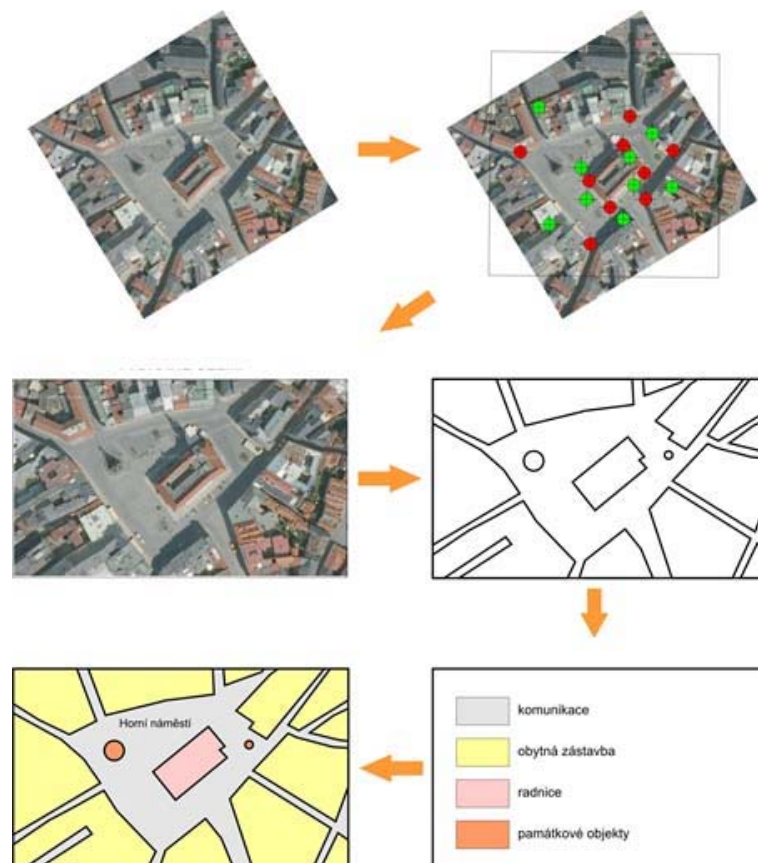 komunikace
obytná zástavba
Horní náměstí
radnice
památkové objekty